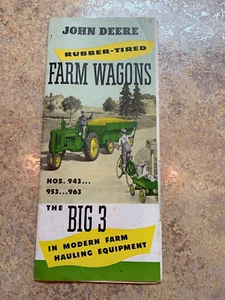 JOHN DEERE
RUBBER-TIRED
FARM WAGONS
NOS. 943...
953...963
THE BIG 3
IN MODERN FARM
HAULING EQUIPMENT